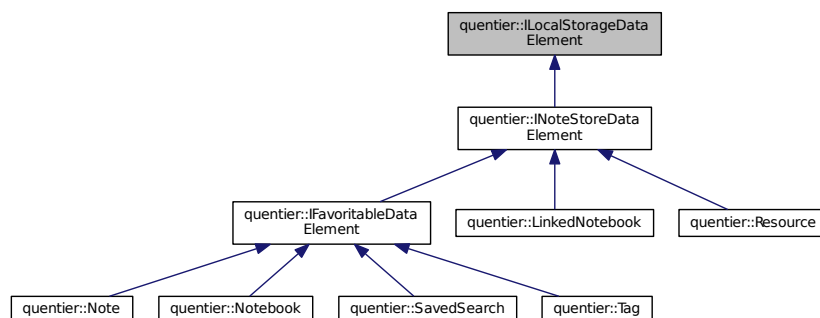 quentier::ILocalStorageData
Element
quentier::INoteStoreData
Element
quentier::IFavoritableData
Element
quentier::LinkedNotebook
quentier::Resource
quentier::Note
quentier::Notebook
quentier::SavedSearch
quentier::Tag